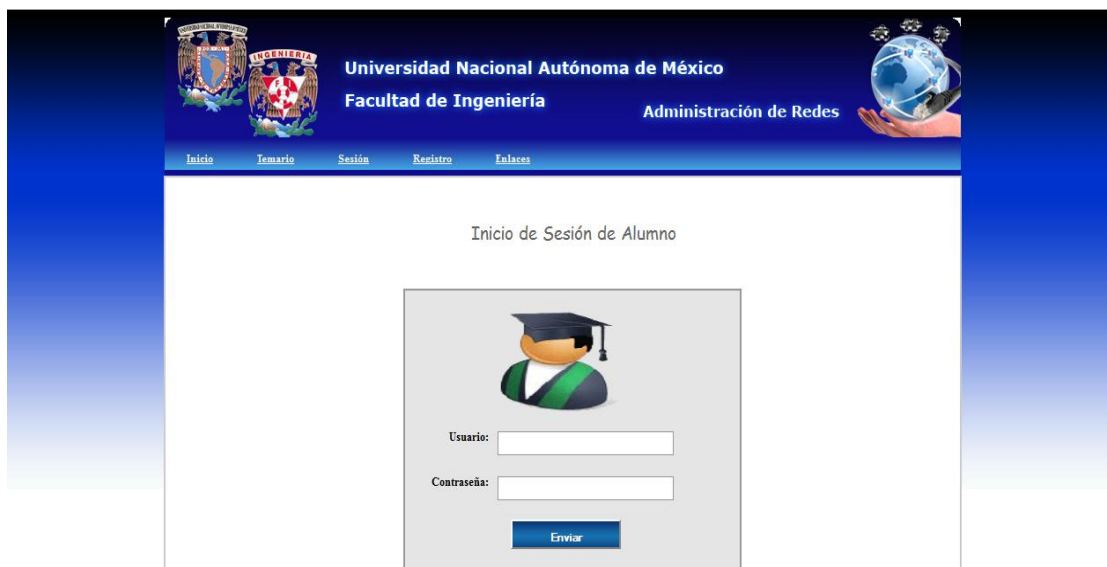 INGENIERIA
Universidad Nacional Autónoma de México
Facultad de Ingeniería
Administración de Redes
Inicio Temario Sesión Registro Enlaces
Inicio de Sesión de Alumno
Usuario:
Contraseña:
Enviar